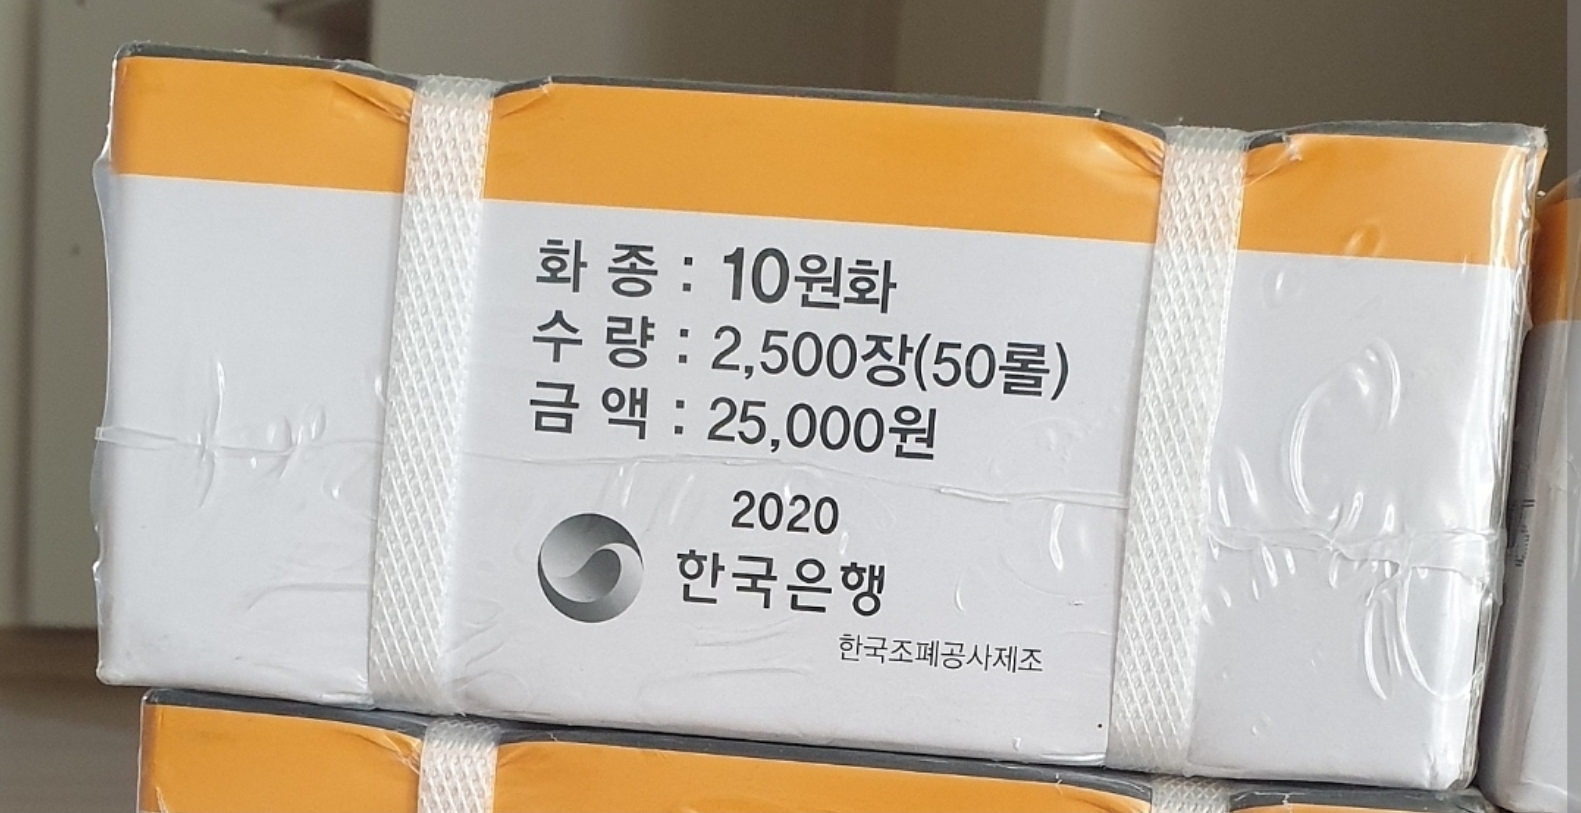 화 종 : 10원화
수 량 : 2,500장(50롤)
금 액 : 25,000원
2020
한국은행
한국조폐공사제조